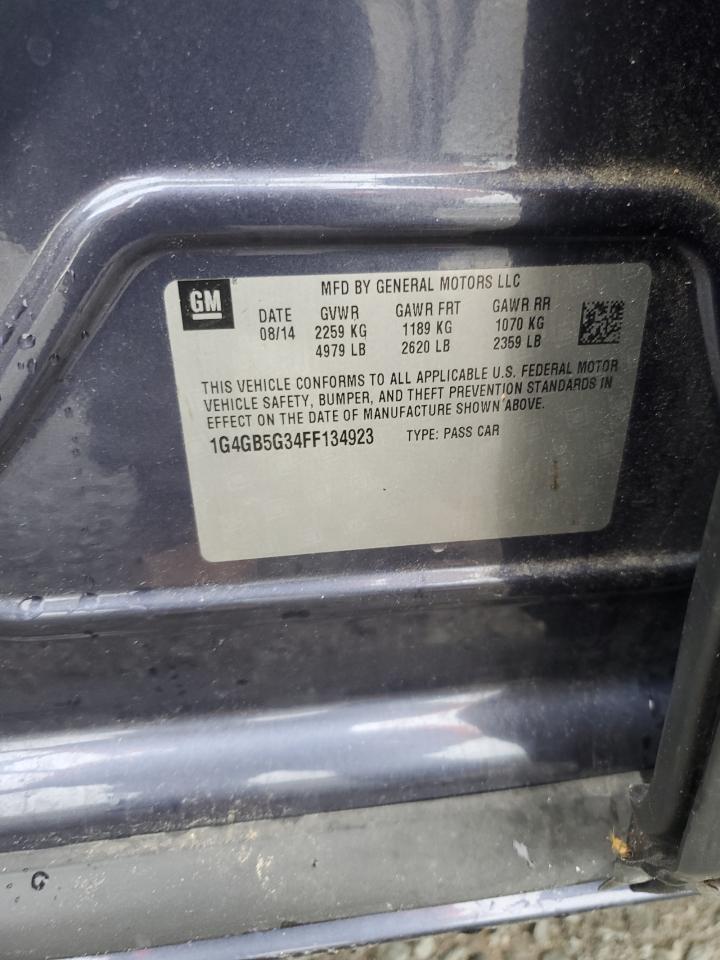 GM
MFD BY GENERAL MOTORS LLC
DATE GVWR GAWR FRT GAWR RR
08/14 2259 KG 1189 KG 1070 KG
4979 LB 2620 LB 2359 LB
THIS VEHICLE CONFORMS TO ALL APPLICABLE U.S. FEDERAL MOTOR
VEHICLE SAFETY, BUMPER, AND THEFT PREVENTION STANDARDS IN
EFFECT ON THE DATE OF MANUFACTURE SHOWN ABOVE.
1G4GB5G34FF134923 TYPE: PASS CAR